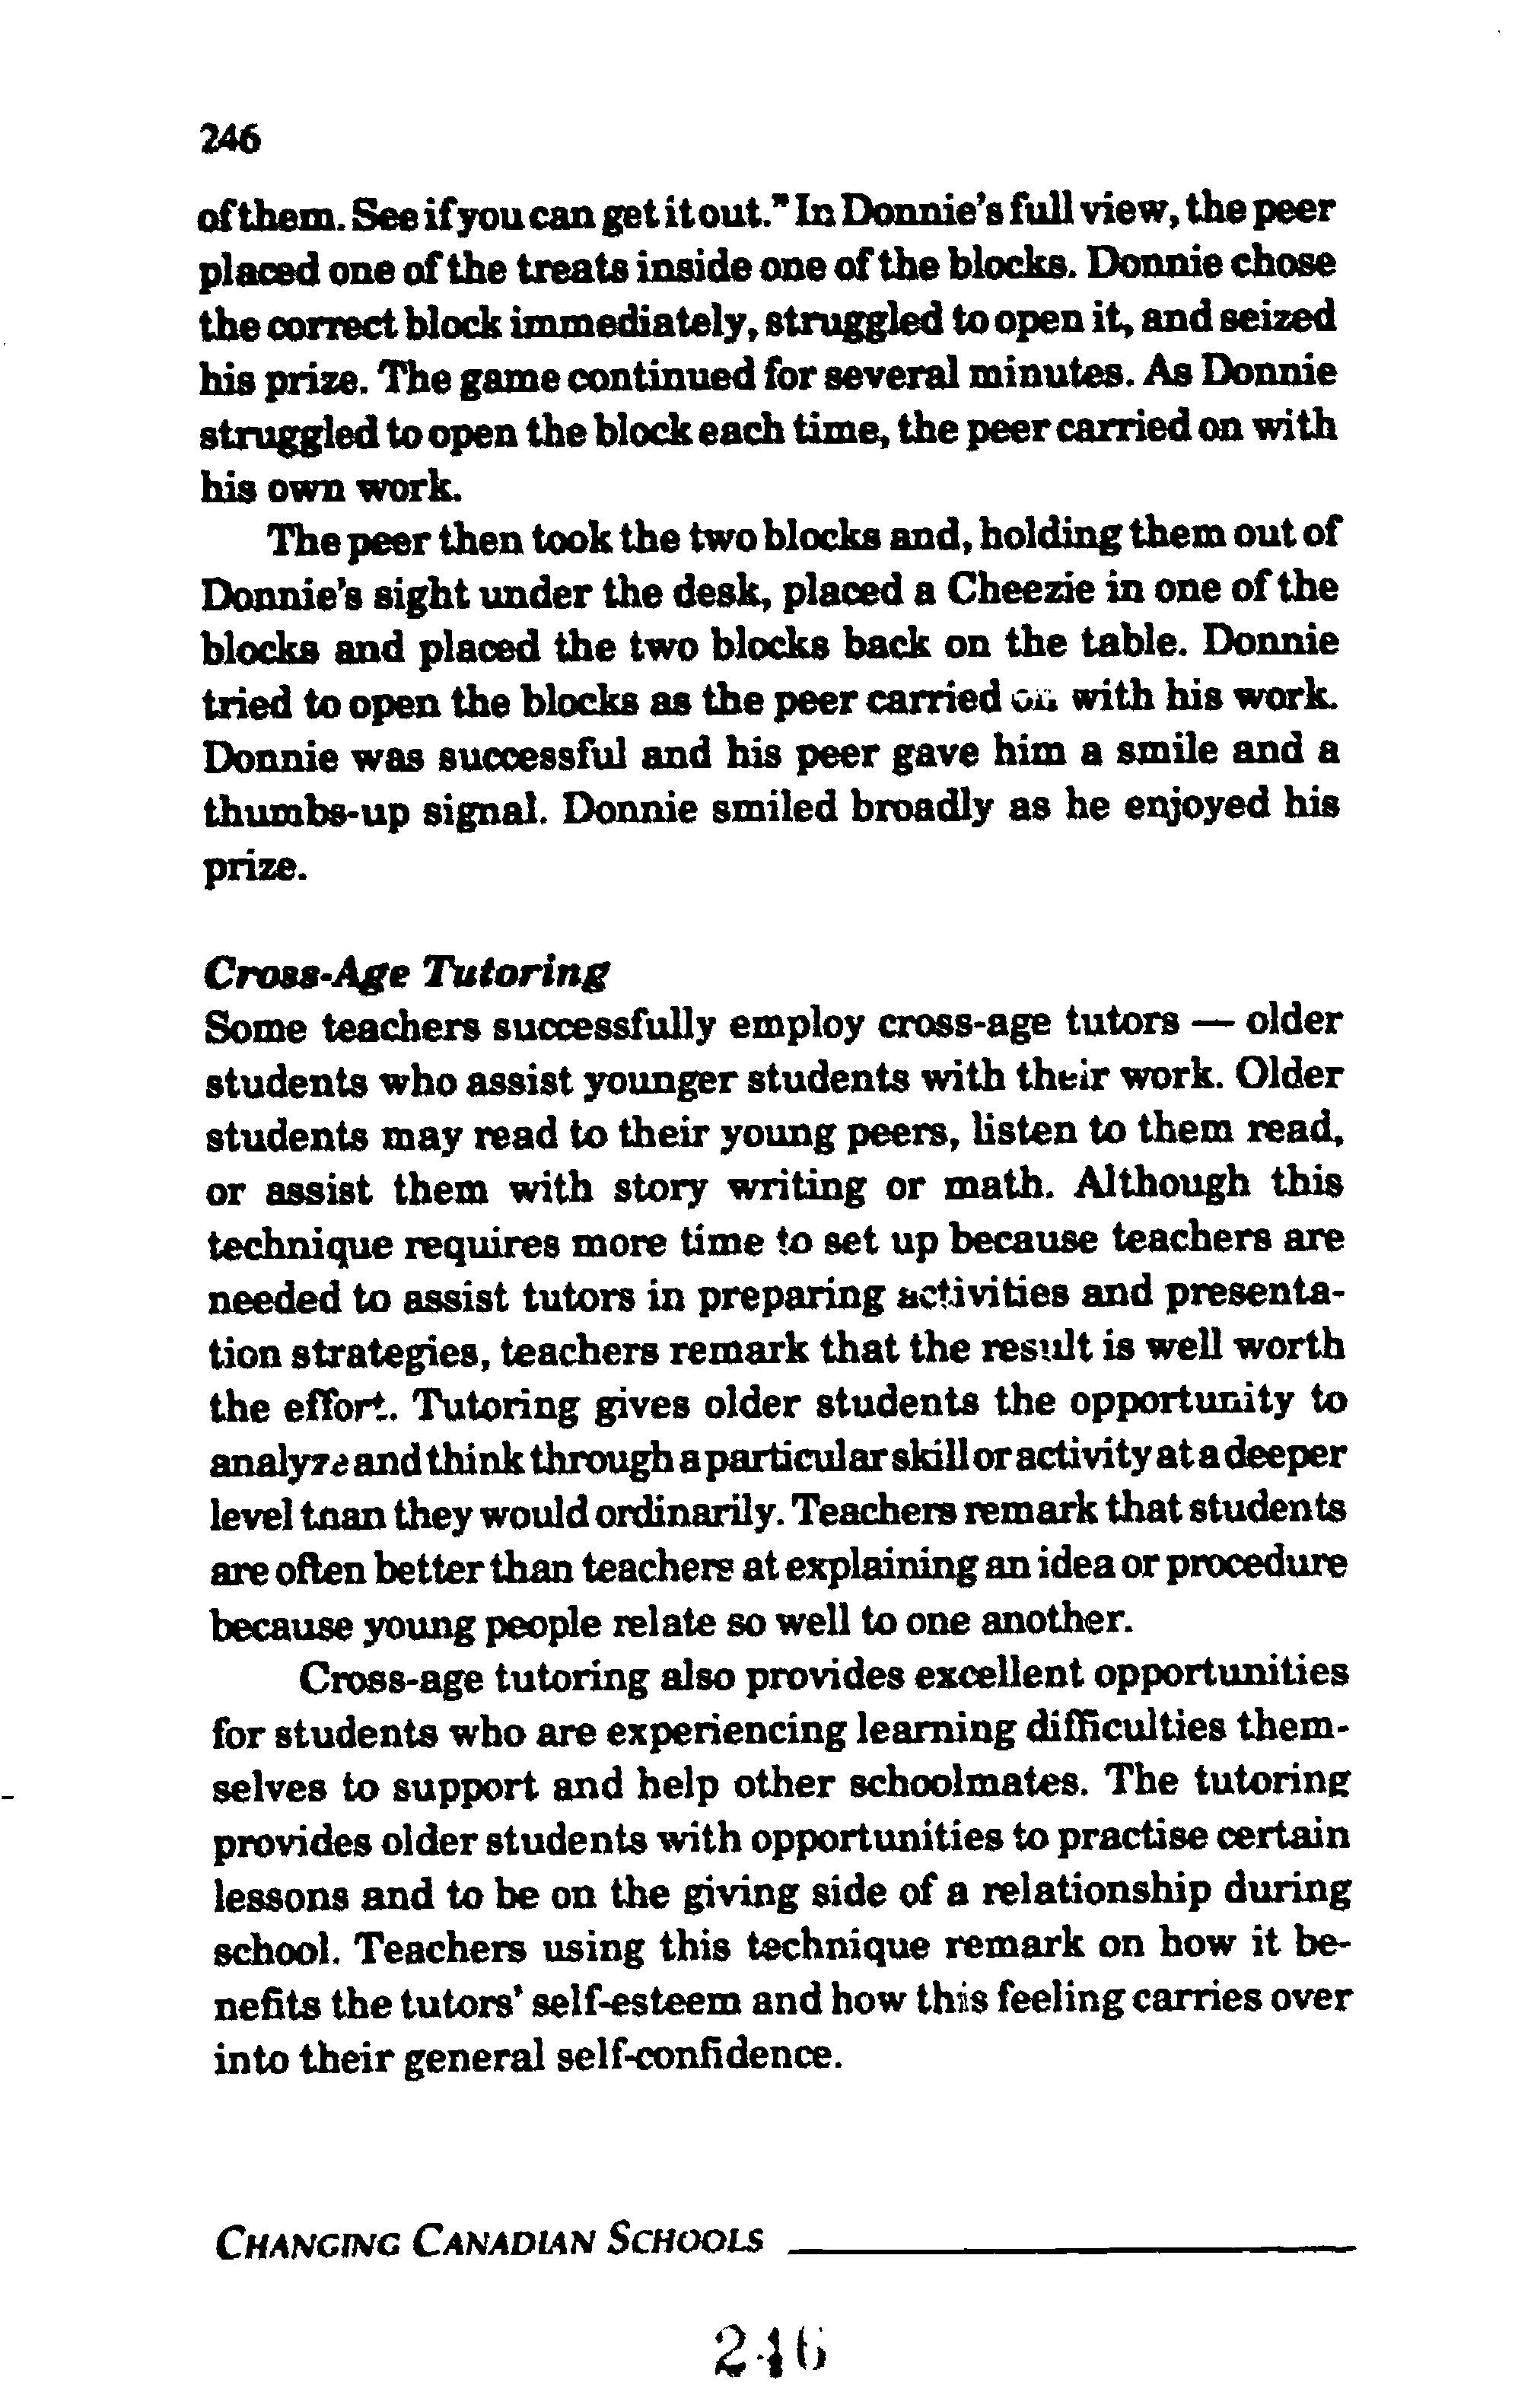 246
of them. See if you can get it out." In Donnie's full view, the peer
placed one of the treats inside one of the blocks. Donnie chose
the correct block immediately, struggled to open it, and seized
his prize. The game continued for several minutes. As Donnie
struggled to open the block each time, the peer carried on with
his own work.
The peer then took the two blocks and, holding them out of
Donnie's sight under the desk, placed a Cheezie in one of the
blocks and placed the two blocks back on the table. Donnie
tried to open the blocks as the peer carried on with his work.
Donnie was successful and his peer gave him a smile and a
thumbs-up signal. Donnie smiled broadly as he enjoyed his
prize.
Cross-Age Tutoring
Some teachers successfully employ cross-age tutors — older
students who assist younger students with their work. Older
students may read to their young peers, listen to them read,
or assist them with story writing or math. Although this
technique requires more time to set up because teachers are
needed to assist tutors in preparing activities and presenta-
tion strategies, teachers remark that the result is well worth
the effort. Tutoring gives older students the opportunity to
analyze and think through a particular skill or activity at a deeper
level than they would ordinarily. Teachers remark that students
are often better than teachers at explaining an idea or procedure
because young people relate so well to one another.
Cross-age tutoring also provides excellent opportunities
for students who are experiencing learning difficulties them-
selves to support and help other schoolmates. The tutoring
provides older students with opportunities to practise certain
lessons and to be on the giving side of a relationship during
school. Teachers using this technique remark on how it be-
nefits the tutors' self-esteem and how this feeling carries over
into their general self-confidence.
CHANGING CANADIAN SCHOOLS
246